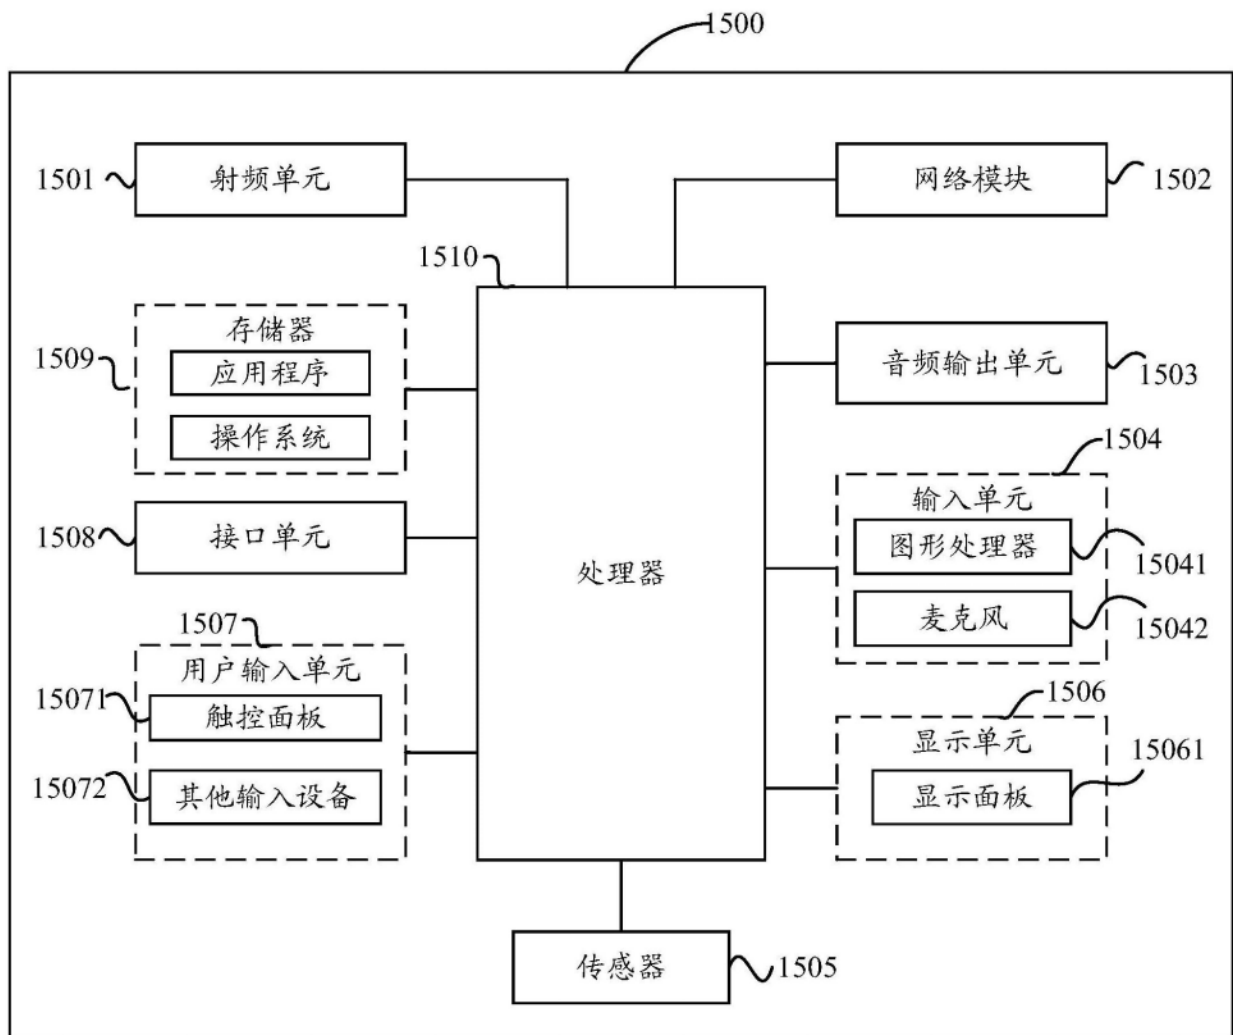 1500
1501
射频单元
网络模块
1502
1510
存储器
1509
应用程序
操作系统
音频输出单元
1503
1504
输入单元
图形处理器
15041
麦克风
15042
1508
接口单元
处理器
1507
用户输入单元
15071
触控面板
15072
其他输入设备
1506
显示单元
15061
显示面板
传感器
1505